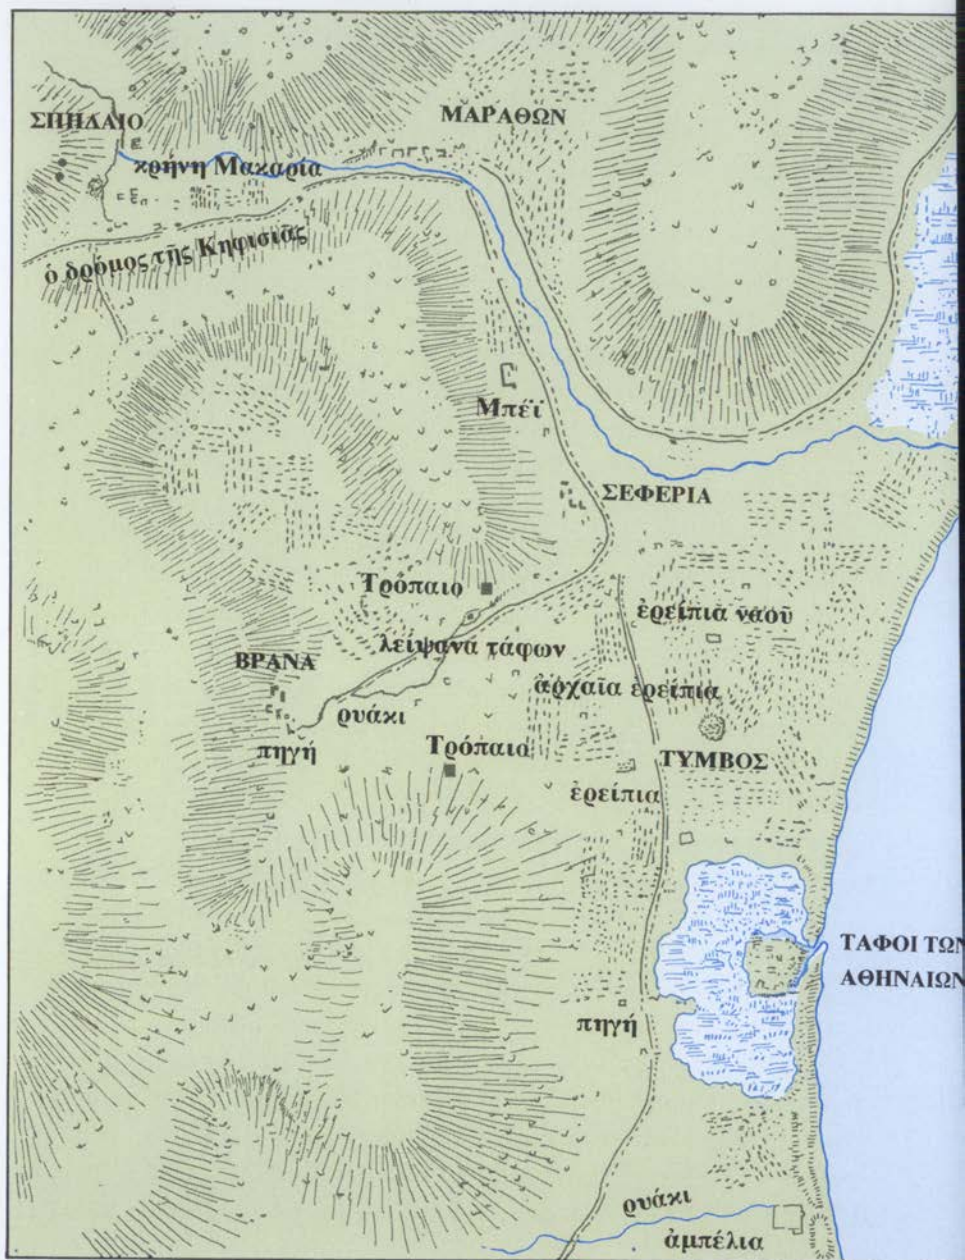 ΣΠΗΛΑΙΟ
ΜΑΡΑΘΩΝ
κρήνη Μακαρία
ὁ δρόμος τῆς Κηφισιᾶς
Μπέϊ
ΣΕΦΕΡΙΑ
Τρόπαιο
ἐρείπια ναοῦ
λείψανα τάφων
ΒΡΑΝΑ
ἀρχαῖα ἐρείπια
ρυάκι
πηγή
Τρόπαιο
ΤΥΜΒΟΣ
ἐρείπια
ΤΑΦΟΙ ΤΩΝ
ΑΘΗΝΑΙΩΝ
πηγή
ρυάκι
ἀμπέλια